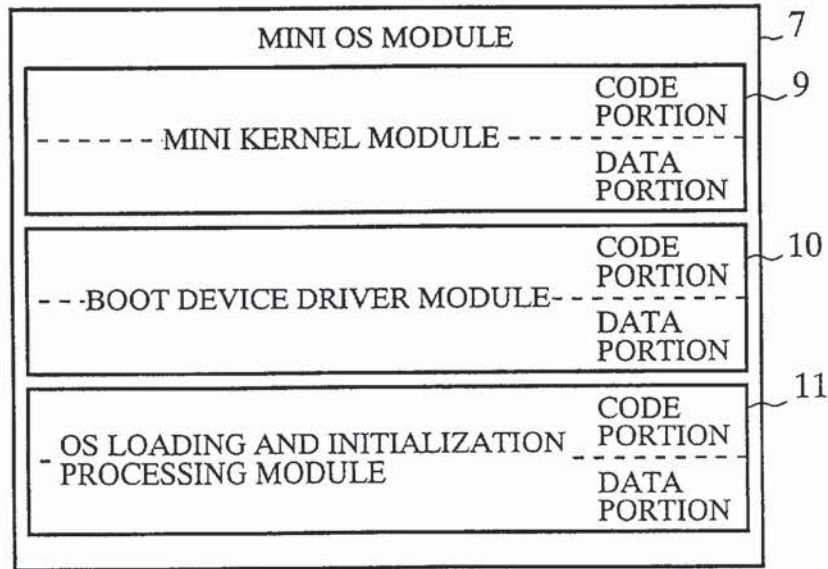 MINI OS MODULE
7
9
CODE
PORTION
MINI KERNEL MODULE
DATA
PORTION
10
CODE
PORTION
BOOT DEVICE DRIVER MODULE
DATA
PORTION
11
CODE
PORTION
OS LOADING AND INITIALIZATION
PROCESSING MODULE
DATA
PORTION